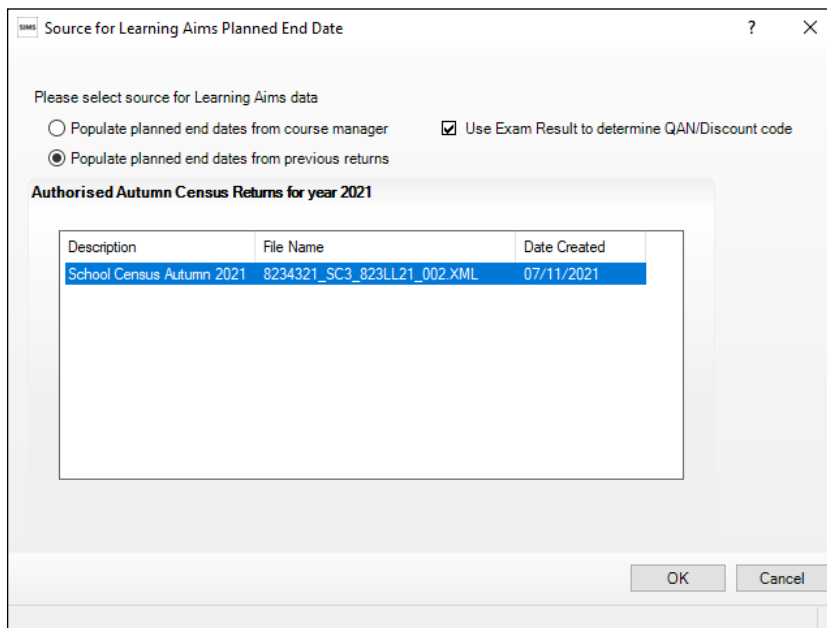 SIMS Source for Learning Aims Planned End Date ?
Please select source for Learning Aims data
Populate planned end dates from course manager Use Exam Result to determine QAN/Discount code
Populate planned end dates from previous returns
Authorised Autumn Census Returns for year 2021
Description File Name Date Created
School Census Autumn 2021 8234321_SC3_823LL21_002.XML 07/11/2021
OK Cancel